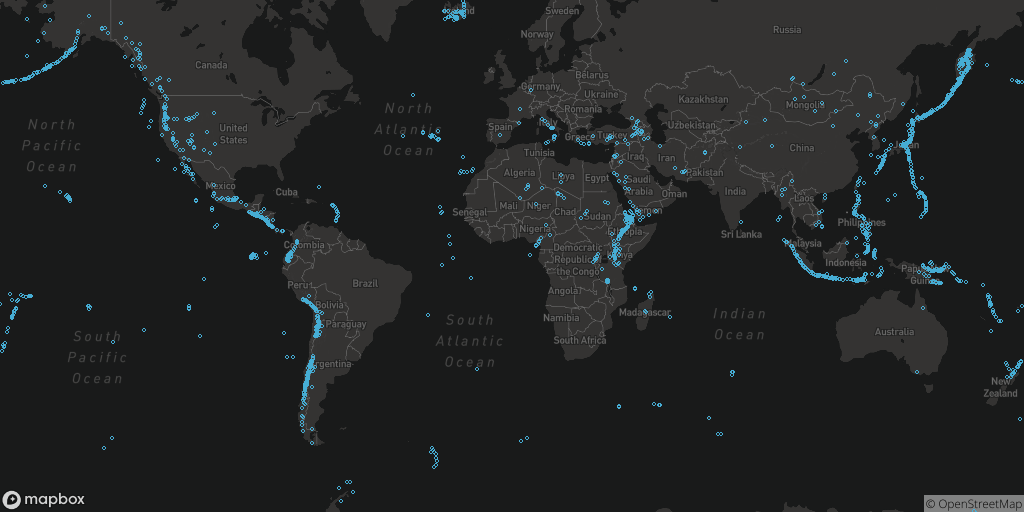 Sweden
Norway
Russia
Canada
Belarus
Germany
Ukraine
Kazakhstan
Mongolia
North
Atlantic
Ocean
Romania
North
Pacific
Ocean
United
States
Spain
Italy
Greece
Turkey
Uzbekistan
Japan
China
Tunisia
Iraq
Iran
Pakistan
Algeria
Libya
Egypt
Saudi
Arabia
Oman
India
Mexico
Cuba
Laos
Senegal
Mali
Niger
Chad
Sudan
Yemen
Philippines
Nigeria
Ethiopia
Sri Lanka
Colombia
Democratic
Republic of
the Congo
Kenya
Malaysia
Indonesia
Papua
Guinea
Peru
Brazil
Angola
Bolivia
Paraguay
Namibia
Madagascar
South Africa
South
Pacific
Ocean
South
Atlantic
Ocean
Indian
Ocean
Australia
Argentina
New
Zealand
mapbox
© OpenStreetMap